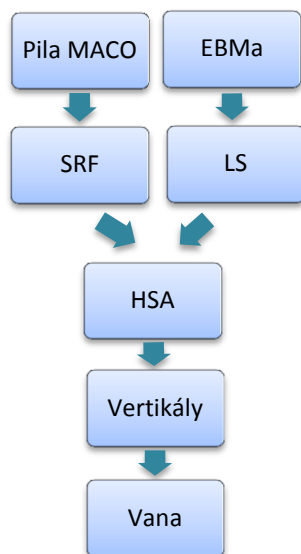 Pila MACO
EBMa
SRF
LS
HSA
Vertikály
Vana